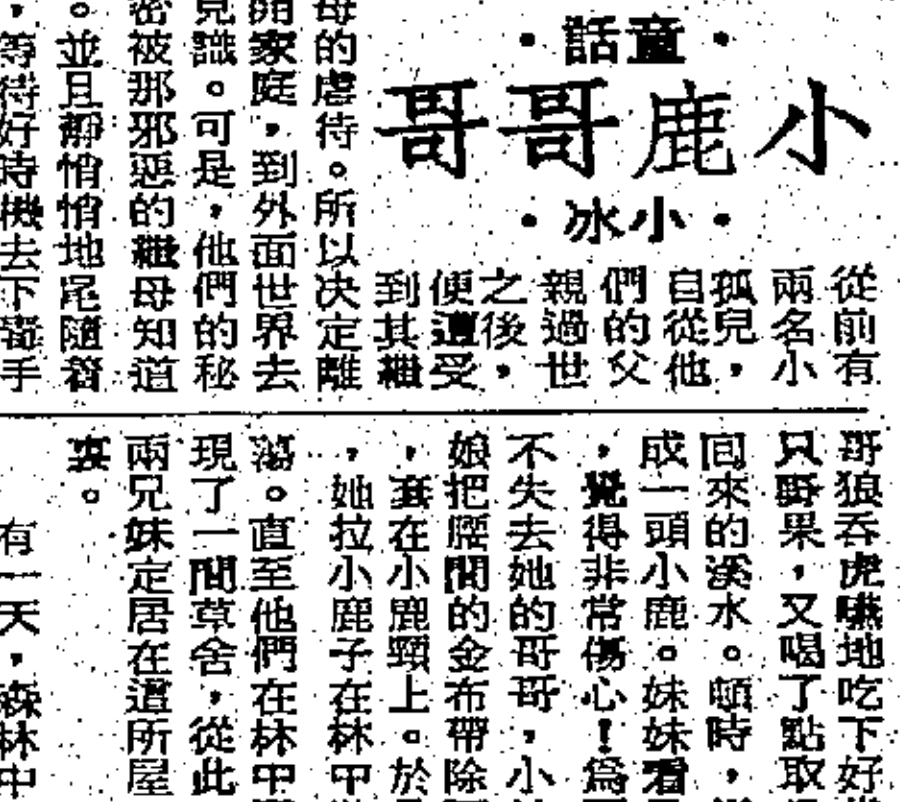 ·童話·
小鹿哥哥
·小冰·
從前有
兩名小
孤兒，
自從他
們的父
親過世
之後，
便遭受
到其繼
母的虐待。所以决定離
開家庭，到外面世界去
見識。可是，他們的秘
密被那邪惡的繼母知道
。並且靜悄悄地尾隨着
，等待好時機去下毒手
哥狼吞虎嚥地吃下好
只野果，又喝了點取
回來的溪水。頓時，
成一頭小鹿。妹妹看
，覺得非常傷心！爲
不失去她的哥哥，小
娘把腰間的金布帶除
，套在小鹿頸上。於
，她拉小鹿子在林中
蕩。直至他們在林中
現了一間草舍，從此
兩兄妹定居在這所屋
裏。
有一天，森林中